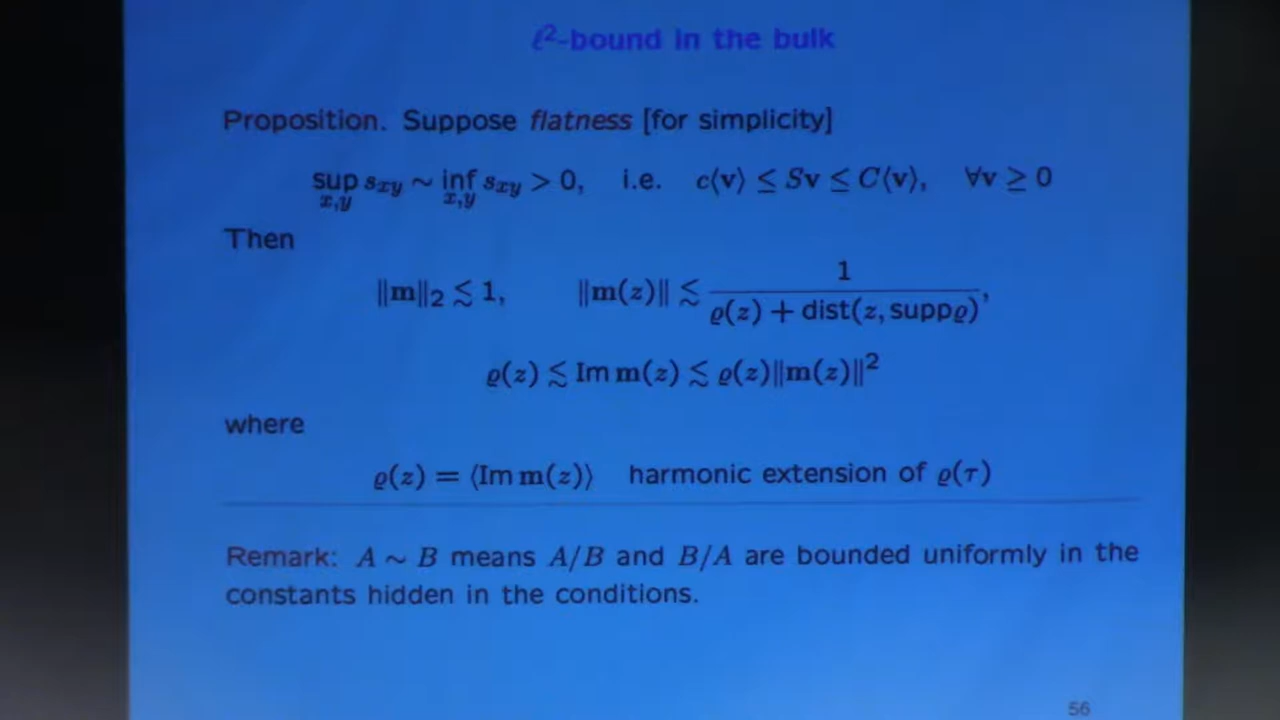 ℓ²-bound in the bulk
Proposition. Suppose flatness [for simplicity]
sup_{x,y} s_{xy} ∼ inf_{x,y} s_{xy} > 0, i.e. c⟨v⟩ ≤ Sv ≤ C⟨v⟩, ∀v ≥ 0
Then
‖m‖₂ ≲ 1, ‖m(z)‖ ≲ 1 / (ϱ(z) + dist(z, suppϱ)),
ϱ(z) ≲ Im m(z) ≲ ϱ(z)‖m(z)‖²
where
ϱ(z) = ⟨Im m(z)⟩ harmonic extension of ϱ(τ)
Remark: A ∼ B means A/B and B/A are bounded uniformly in the
constants hidden in the conditions.
56